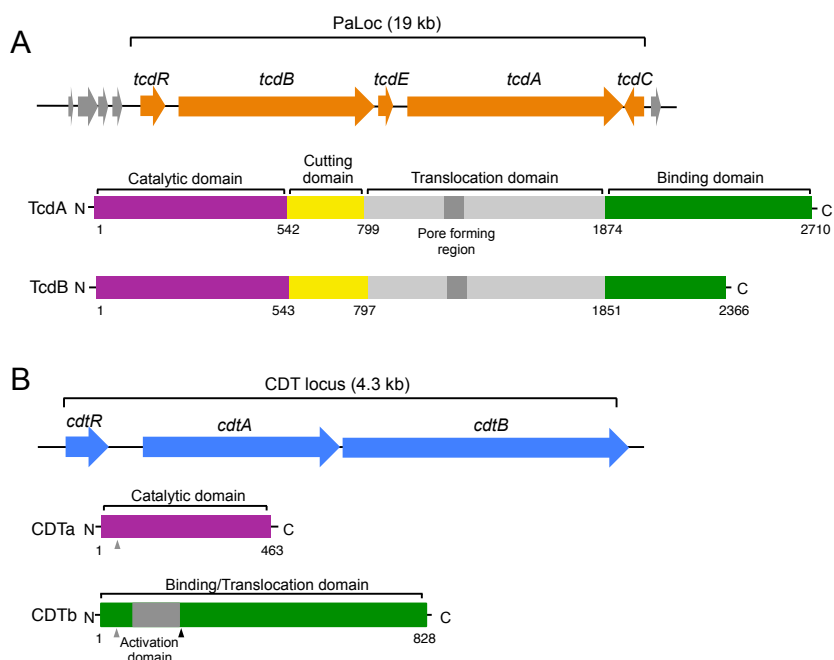 A
PaLoc (19 kb)
tcdR tcdB tcdE tcdA tcdC
Catalytic domain Cutting domain Translocation domain Binding domain
TcdA N C
1 542 799 1874 2710
Pore forming region
TcdB N C
1 543 797 1851 2366
B
CDT locus (4.3 kb)
cdtR cdtA cdtB
Catalytic domain
CDTa N C
1 463
Binding/Translocation domain
CDTb N C
1 828
Activation domain